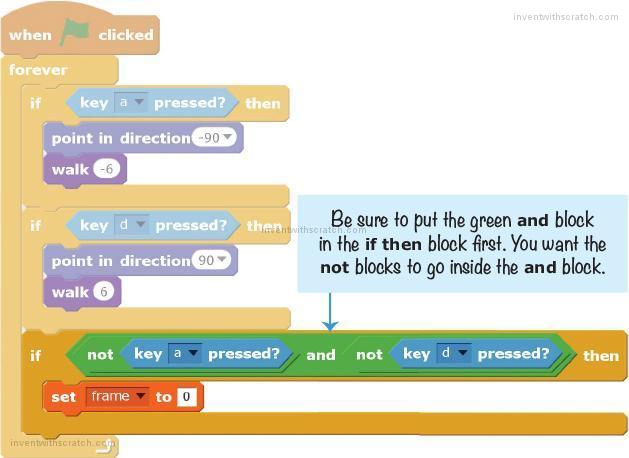 inventwithscratch.com
when clicked
forever
if key a pressed? then
point in direction -90
walk -6
if key d pressed? then
inventwithscratch.com
point in direction 90
walk 6
Be sure to put the green and block
in the if then block first. You want the
not blocks to go inside the and block.
if not key a pressed? and not key d pressed? then
set frame to 0
inventwithscratch.com